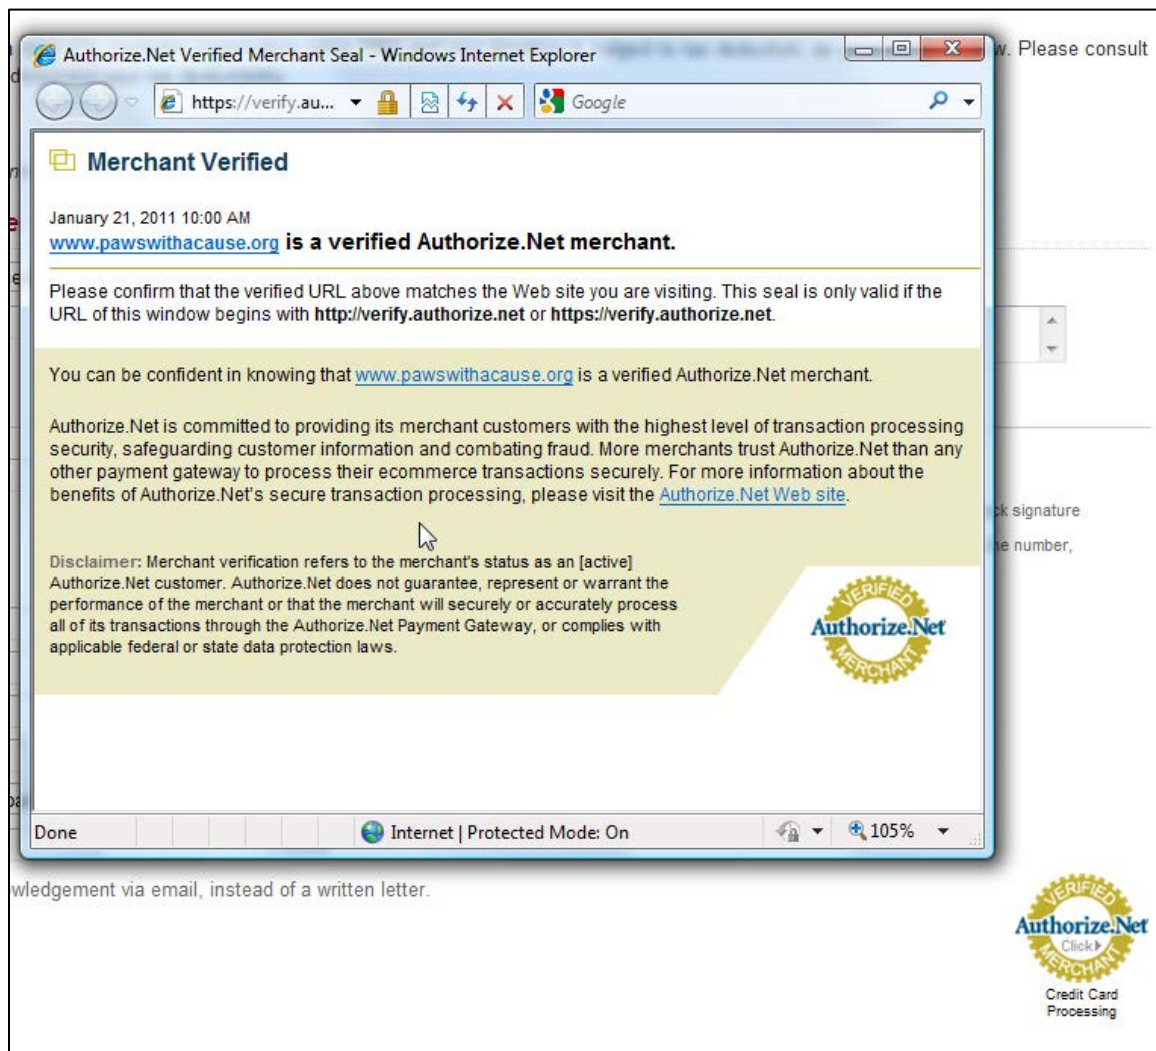 w. Please consult
Authorize.Net Verified Merchant Seal - Windows Internet Explorer
https://verify.au...
Google
Merchant Verified
January 21, 2011 10:00 AM
www.pawswithacause.org is a verified Authorize.Net merchant.
Please confirm that the verified URL above matches the Web site you are visiting. This seal is only valid if the
URL of this window begins with http://verify.authorize.net or https://verify.authorize.net.
You can be confident in knowing that www.pawswithacause.org is a verified Authorize.Net merchant.
Authorize.Net is committed to providing its merchant customers with the highest level of transaction processing
security, safeguarding customer information and combating fraud. More merchants trust Authorize.Net than any
other payment gateway to process their ecommerce transactions securely. For more information about the
benefits of Authorize.Net's secure transaction processing, please visit the Authorize.Net Web site.
ck signature
ne number,
Disclaimer: Merchant verification refers to the merchant's status as an [active]
Authorize.Net customer. Authorize.Net does not guarantee, represent or warrant the
performance of the merchant or that the merchant will securely or accurately process
all of its transactions through the Authorize.Net Payment Gateway, or complies with
applicable federal or state data protection laws.
VERIFIED
Authorize.Net
MERCHANT
Done
Internet | Protected Mode: On
105%
wledgement via email, instead of a written letter.
VERIFIED
Authorize.Net
Click
MERCHANT
Credit Card
Processing